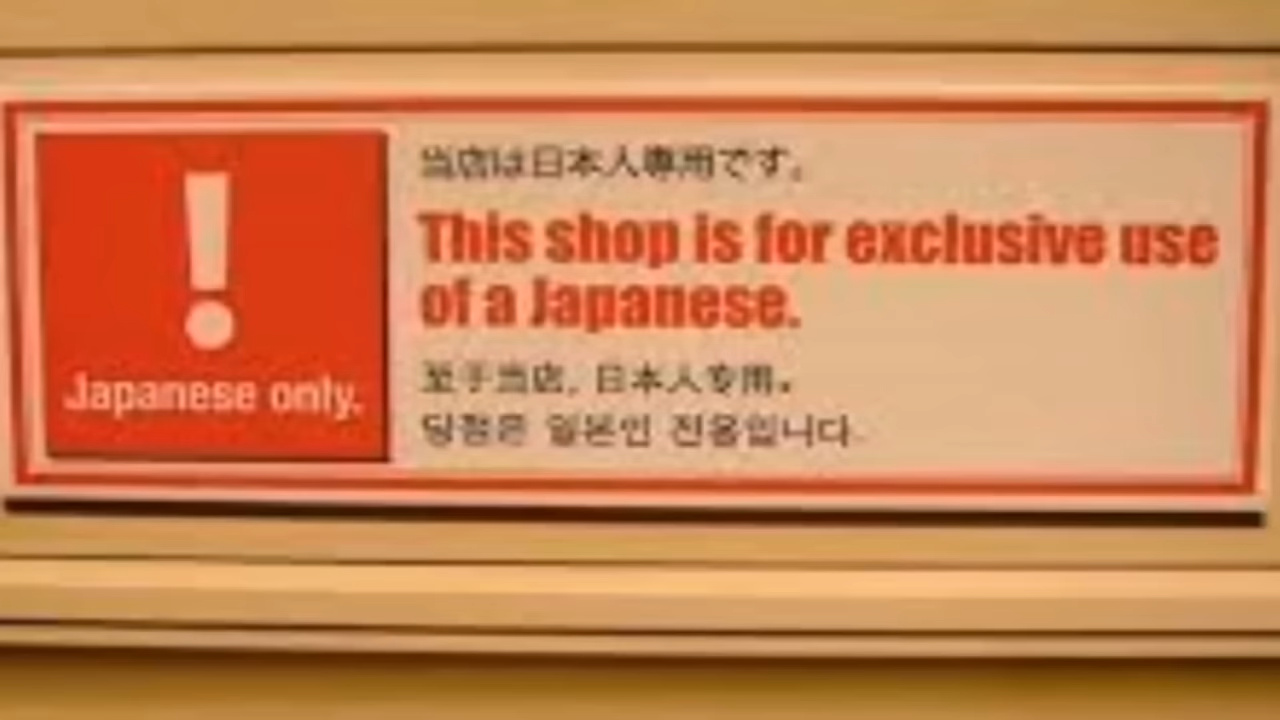 Japanese only.
当店は日本人専用です。
This shop is for exclusive use
of a Japanese.
至于当店, 日本人专用。
당점은 일본인 전용입니다.